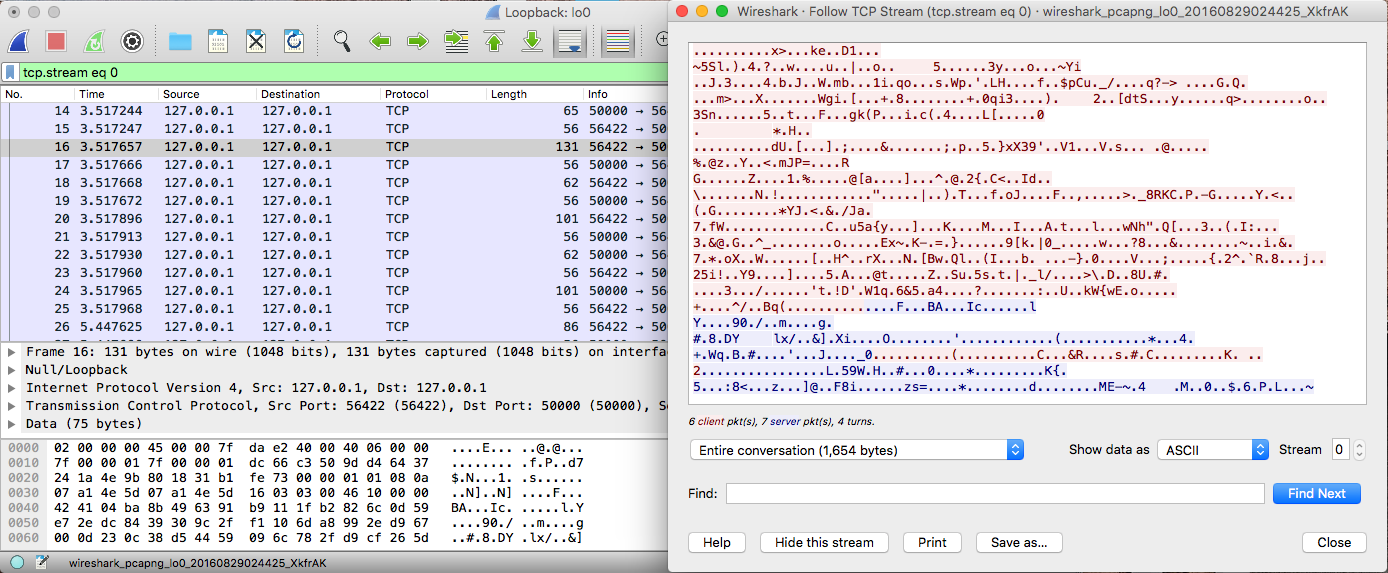 Loopback: lo0
tcp.stream eq 0
No. Time Source Destination Protocol Length Info
14 3.517244 127.0.0.1 127.0.0.1 TCP 65 50000 → 56
15 3.517247 127.0.0.1 127.0.0.1 TCP 56 56422 → 50
16 3.517657 127.0.0.1 127.0.0.1 TCP 131 56422 → 50
17 3.517666 127.0.0.1 127.0.0.1 TCP 56 50000 → 56
18 3.517668 127.0.0.1 127.0.0.1 TCP 62 56422 → 50
19 3.517672 127.0.0.1 127.0.0.1 TCP 56 50000 → 56
20 3.517896 127.0.0.1 127.0.0.1 TCP 101 56422 → 50
21 3.517913 127.0.0.1 127.0.0.1 TCP 56 50000 → 56
22 3.517930 127.0.0.1 127.0.0.1 TCP 62 50000 → 56
23 3.517960 127.0.0.1 127.0.0.1 TCP 56 56422 → 50
24 3.517965 127.0.0.1 127.0.0.1 TCP 101 50000 → 56
25 3.517968 127.0.0.1 127.0.0.1 TCP 56 56422 → 50
26 5.447625 127.0.0.1 127.0.0.1 TCP 86 56422 → 50
Frame 16: 131 bytes on wire (1048 bits), 131 bytes captured (1048 bits) on interfa
Null/Loopback
Internet Protocol Version 4, Src: 127.0.0.1, Dst: 127.0.0.1
Transmission Control Protocol, Src Port: 56422 (56422), Dst Port: 50000 (50000), S
Data (75 bytes)
0000 02 00 00 00 45 00 00 7f da e2 40 00 40 06 00 00 ....E... ..@.@...
0010 7f 00 00 01 7f 00 00 01 dc 66 c3 50 9d d4 64 37 ........ .f.P..d7
0020 24 1a 4e 9b 80 18 31 b1 fe 73 00 00 01 01 08 0a $.N...1. .s......
0030 07 a1 4e 5d 07 a1 4e 5d 16 03 03 00 46 10 00 00 ..N]..N] ....F...
0040 42 41 04 ba 8b 49 63 91 b9 11 1f b2 82 6c 0d 59 BA...Ic. .....l.Y
0050 e7 2e dc 84 39 30 9c 2f f1 10 6d a8 99 2e d9 67 ....90./ ..m....g
0060 00 0d 23 0c 38 d5 44 59 09 6c 78 2f d9 cf 26 5d ..#.8.DY .lx/..&]
wireshark_pcapng_lo0_20160829024425_XkfrAK
Wireshark · Follow TCP Stream (tcp.stream eq 0) · wireshark_pcapng_lo0_20160829024425_XkfrAK
..........x>...ke..D1...
~5Sl.).4.?..w....u..|..o.. 5......3y...o...~Yi
..J.3....4.b.J..W.mb...1i.qo...s.Wp.'.LH....f..$pCu._/....q?—> ....G.Q.
...m>...X.......Wgi.[...+.8........+.0qi3....). 2..[dtS...y......q>........o..
3Sn......5..t...F...gk(P...i.c(.4....L[.....0
. *.H..
..........dU.[...].;....&......;.p..5.}xX39'..V1...V.s... .@.....
%.@z..Y..<.mJP=....R
G......Z....1.%.....@[a....]...^.@.2{.C<..Id..
\.......N.!............".....|..).T...f.oJ....F..,.....>._8RKC.P.—G.....Y.<..
(.G........*YJ.<.&./Ja.
7.fW.............C..u5a{y...]...K....M...I...A.t...l...wNh".Q[...3..(.I:...
3.&@.G..^_........o.....Ex~.K—.=.}......9[k.|0_.....w...?8...&........~..i.&.
7.*.oX..W......[..H^..rX...N.[Bw.Ql..(I...b. ...—}.0....V...;.....{.2^.`R.8...j..
25i!..Y9....]....5.A...@t.....Z..Su.5s.t.|._l/....>\.D..8U.#.
....3.../......'t.!D'.W1q.6&5.a4....?.......:..U..kW{wE.o.....
+....^/..Bq(..............F...BA...Ic......l
Y....90./..m....g.
#.8.DY lx/..&].Xi....O........'............(...........*...4.
+.Wq.B.#....'...J...._0..........(..........C...&R....s.#.C.........K. ..
2................L.59W.H..#...0....*.........K{.
5...:8<...z...]@..F8i......zs=....*........d........ME—~.4 .M..0..$.6.P.L...~
6 client pkt(s), 7 server pkt(s), 4 turns.
Entire conversation (1,654 bytes)
Show data as ASCII Stream 0
Find: Find Next
Help Hide this stream Print Save as... Close